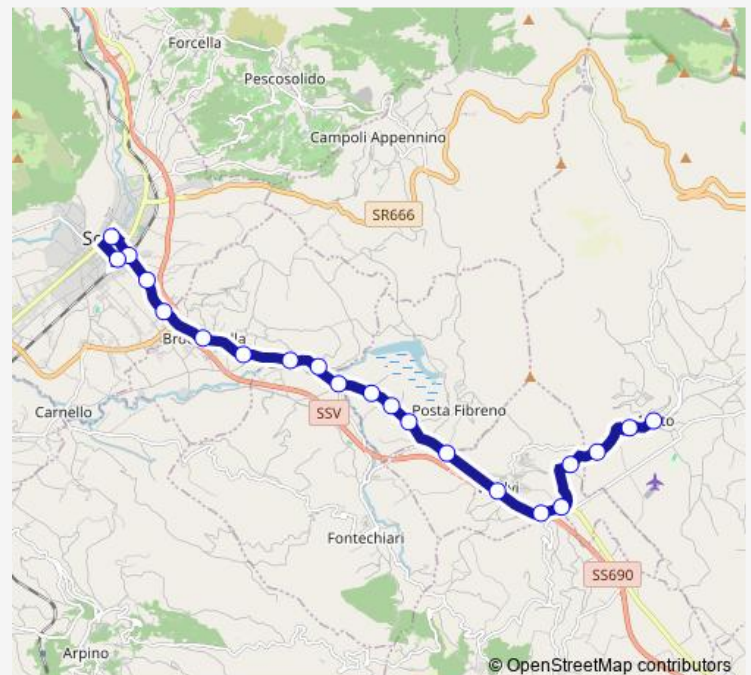 Forcella
Pescosolido
Campoli Appennino
SR666
Carnello
SSV
Posta Fibreno
Fontechiari
SS690
Arpino
© OpenStreetMap contributors